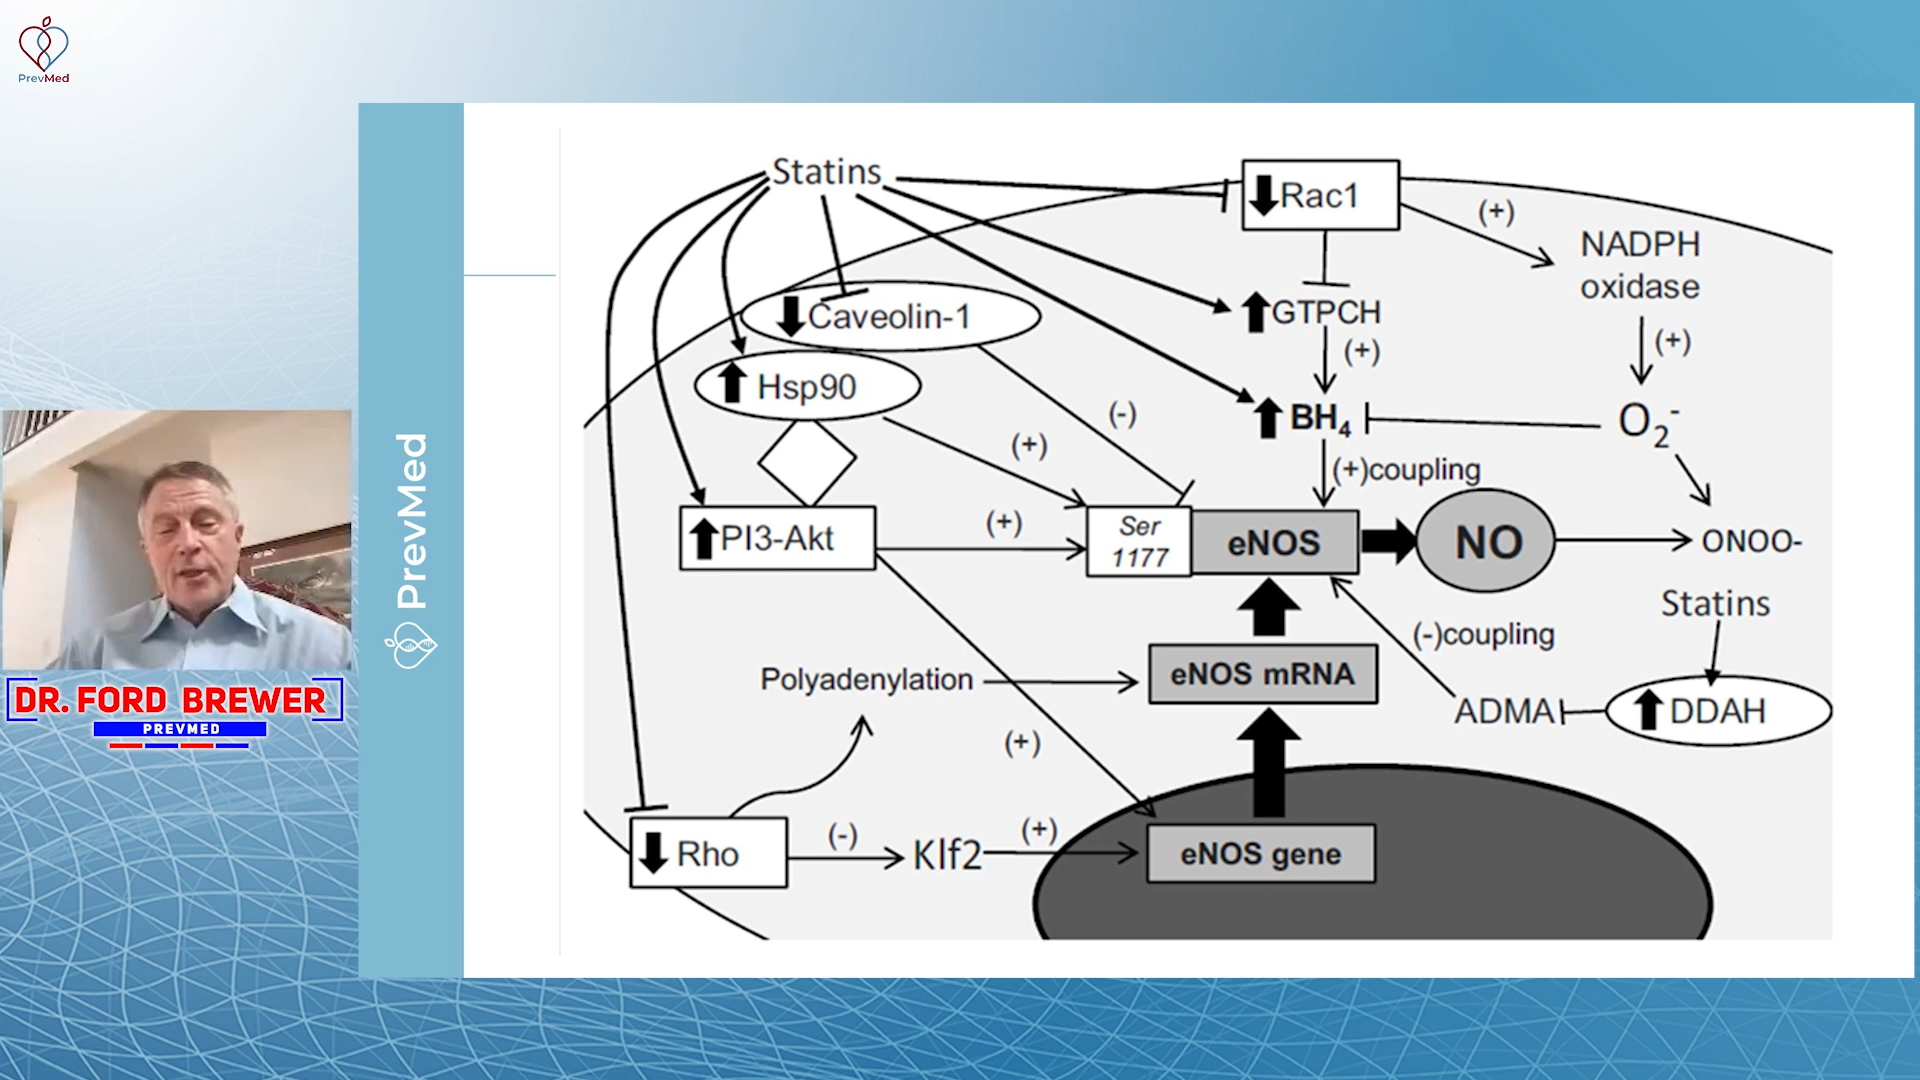 PrevMed
Statins
Rac1
(+)
NADPH
oxidase
Caveolin-1
GTPCH
(+)
(+)
Hsp90
(-)
BH4
O2-
(+)
(+)coupling
PI3-Akt
(+)
Ser
1177
eNOS
NO
ONOO-
Statins
(-)coupling
eNOS mRNA
Polyadenylation
ADMA
DDAH
(+)
Rho
(-)
Klf2
(+)
eNOS gene
PrevMed
DR. FORD BREWER
PREVMED